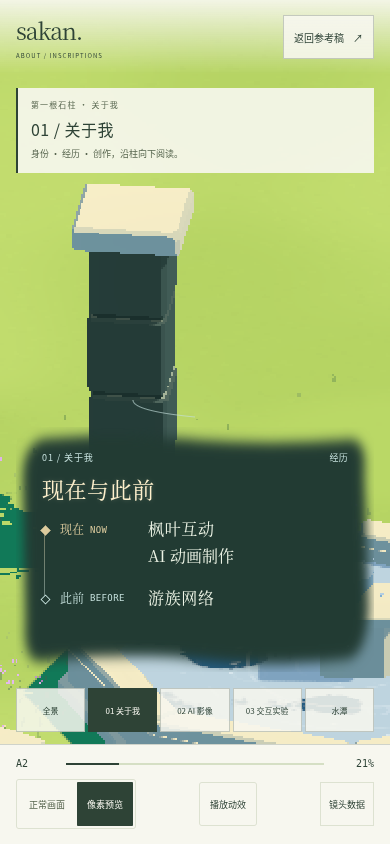 sakan.
ABOUT / INSCRIPTIONS
返回参考稿 ↗
第一根石柱 · 关于我
01 / 关于我
身份 · 经历 · 创作，沿柱向下阅读。
01 / 关于我
经历
现在与此前
现在 NOW
枫叶互动
AI 动画制作
此前 BEFORE
游族网络
全景
01 关于我
02 AI 影像
03 交互实验
水潭
A2
21%
正常画面
像素预览
播放动效
镜头数据